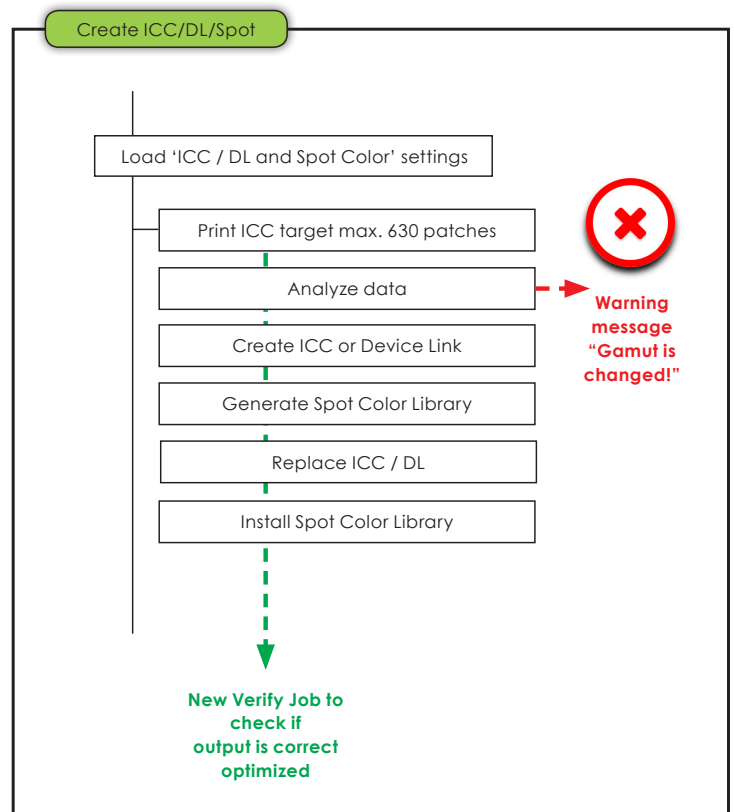 Create ICC/DL/Spot
Load ‘ICC / DL and Spot Color’ settings
Print ICC target max. 630 patches
Analyze data
Warning
message
“Gamut is
changed!”
Create ICC or Device Link
Generate Spot Color Library
Replace ICC / DL
Install Spot Color Library
New Verify Job to
check if
output is correct
optimized